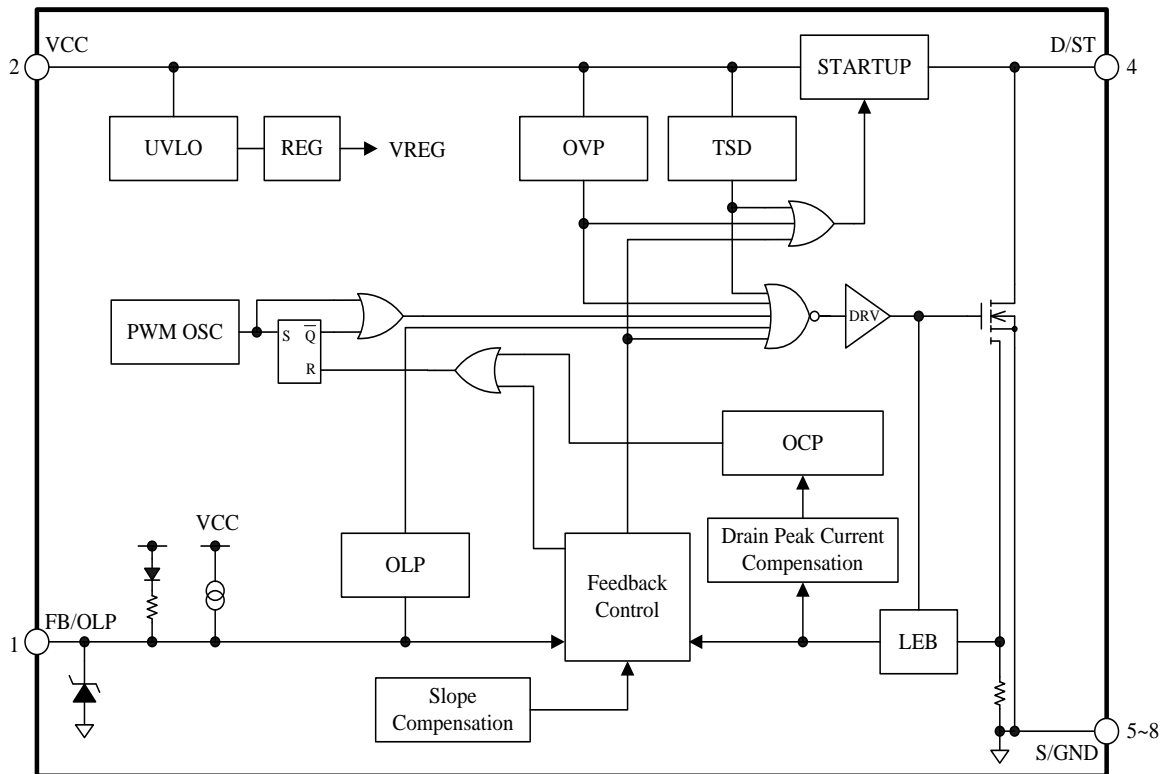 VCC
D/ST
2
STARTUP
4
UVLO
REG
VREG
OVP
TSD
PWM OSC
S
Q
R
DRV
OCP
VCC
OLP
Feedback
Control
Drain Peak Current
Compensation
FB/OLP
1
LEB
Slope
Compensation
5~8
S/GND